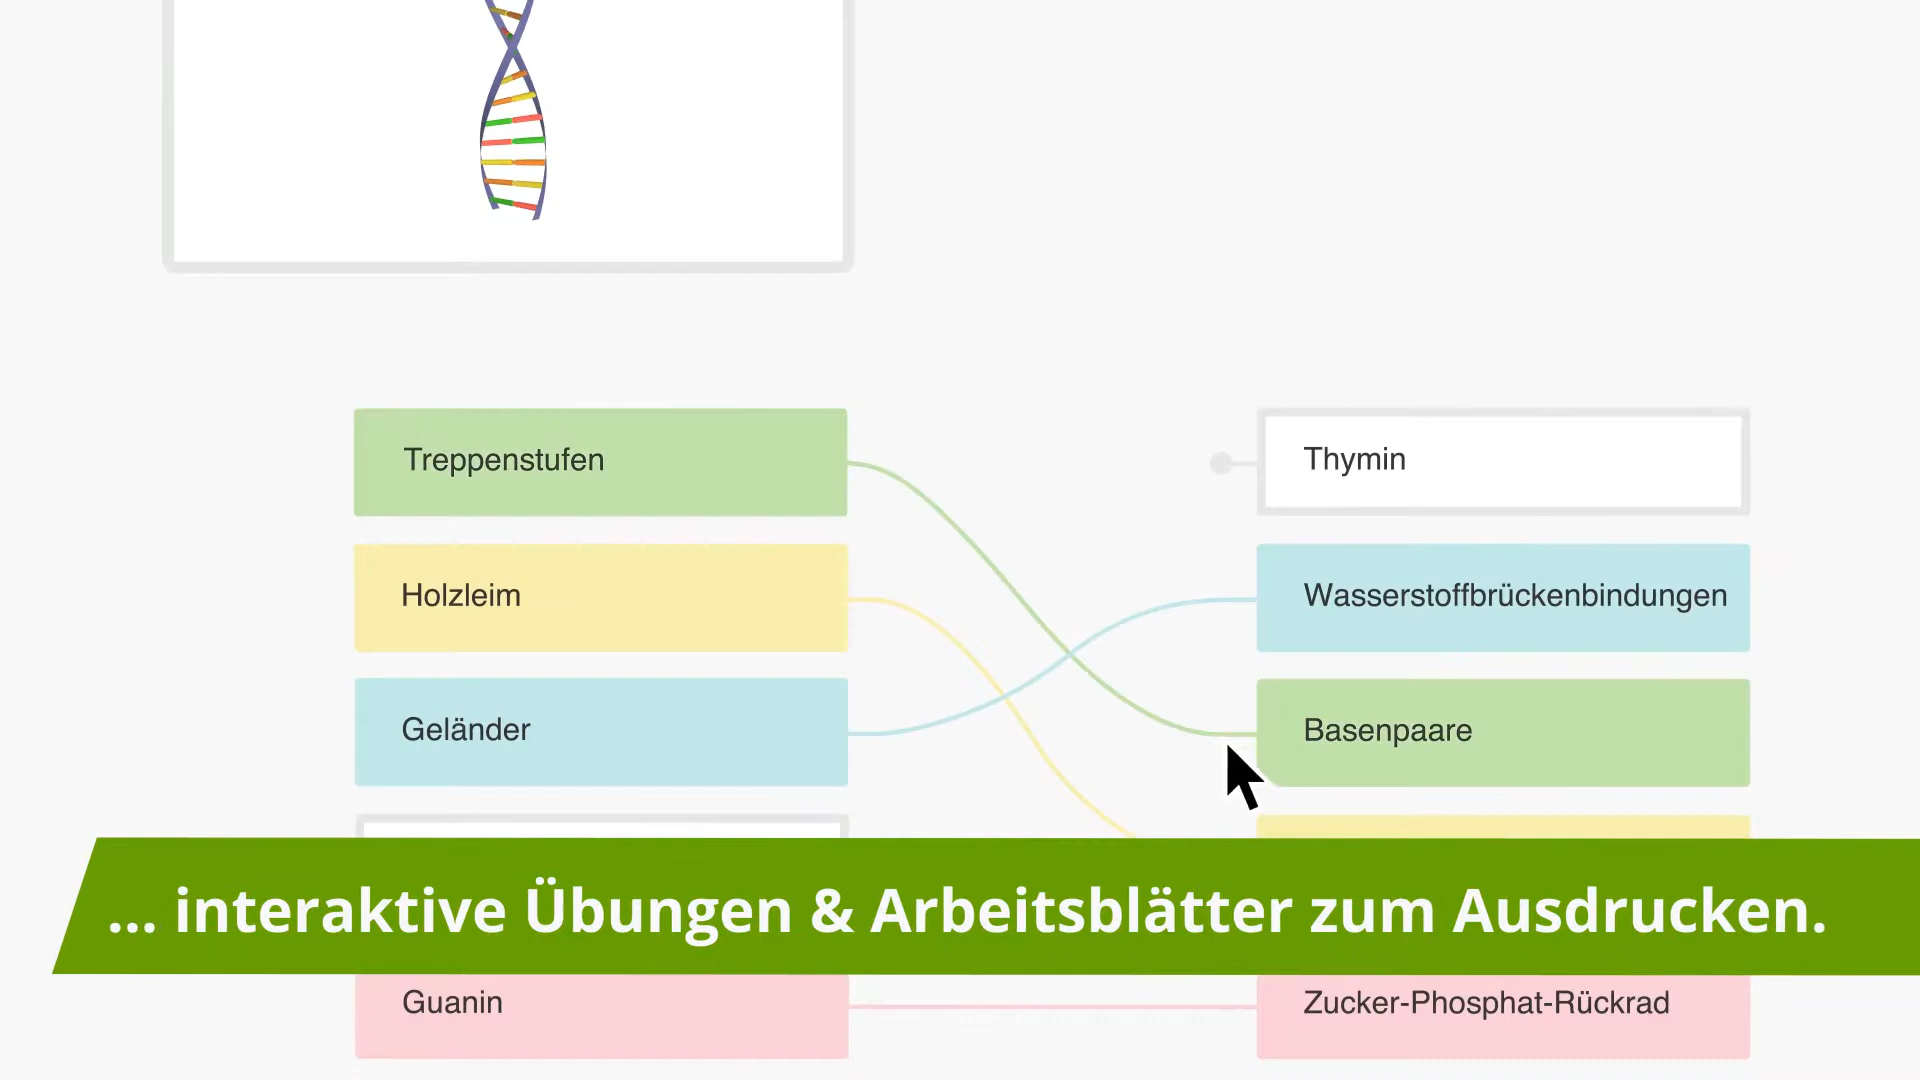 Treppenstufen
Thymin
Holzleim
Wasserstoffbrückenbindungen
Geländer
Basenpaare
... interaktive Übungen & Arbeitsblätter zum Ausdrucken.
Guanin
Zucker-Phosphat-Rückrad